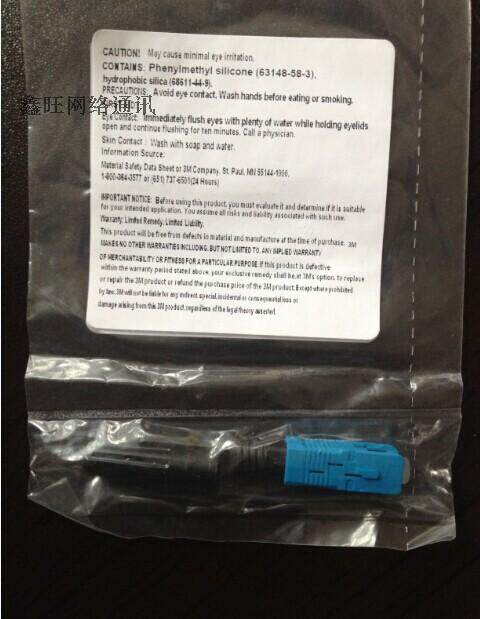 CAUTION! May cause minimal eye irritation.
CONTAINS: Phenylmethyl silicone (63148-58-3),
hydrophobic silica (68611-44-9).
鑫旺网络通讯
PRECAUTIONS: Avoid eye contact. Wash hands before eating or smoking.
Eye Contact: Immediately flush eyes with plenty of water while holding eyelids
open and continue flushing for ten minutes. Call a physician.
Skin Contact: Wash with soap and water.
Information Source:
Material Safety Data Sheet or 3M Company, St. Paul, MN 55144-1000,
1-800-364-3577 or (651) 737-6501(24 Hours)
IMPORTANT NOTICE: Before using this product, you must evaluate it and determine if it is suitable
for your intended application. You assume all risks and liability associated with such use.
Warranty; Limited Remedy; Limited Liability.
This product will be free from defects in material and manufacture at the time of purchase. 3M
MAKES NO OTHER WARRANTIES INCLUDING, BUT NOT LIMITED TO, ANY IMPLIED WARRANTY
OF MERCHANTABILITY OR FITNESS FOR A PARTICULAR PURPOSE. If this product is defective
within the warranty period stated above, your exclusive remedy shall be at 3M's option, to replace
or repair the 3M product or refund the purchase price of the 3M product. Except where prohibited
by law, 3M will not be liable for any indirect, special, incidental or consequential loss or
damage arising from this 3M product, regardless of the legal theory asserted.